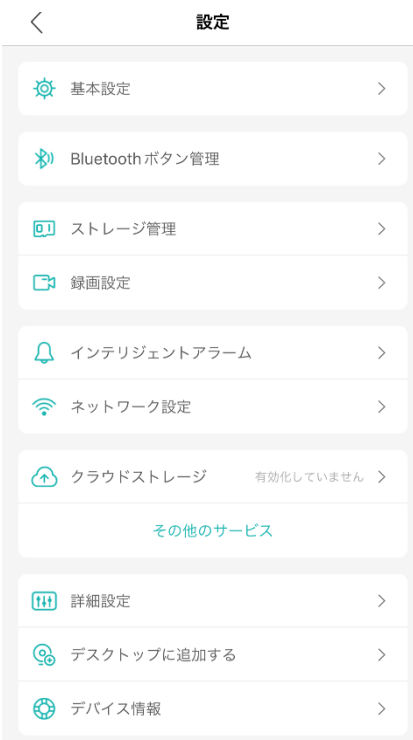 設定
基本設定
Bluetoothボタン管理
ストレージ管理
録画設定
インテリジェントアラーム
ネットワーク設定
クラウドストレージ 有効化していません
その他のサービス
詳細設定
デスクトップに追加する
デバイス情報